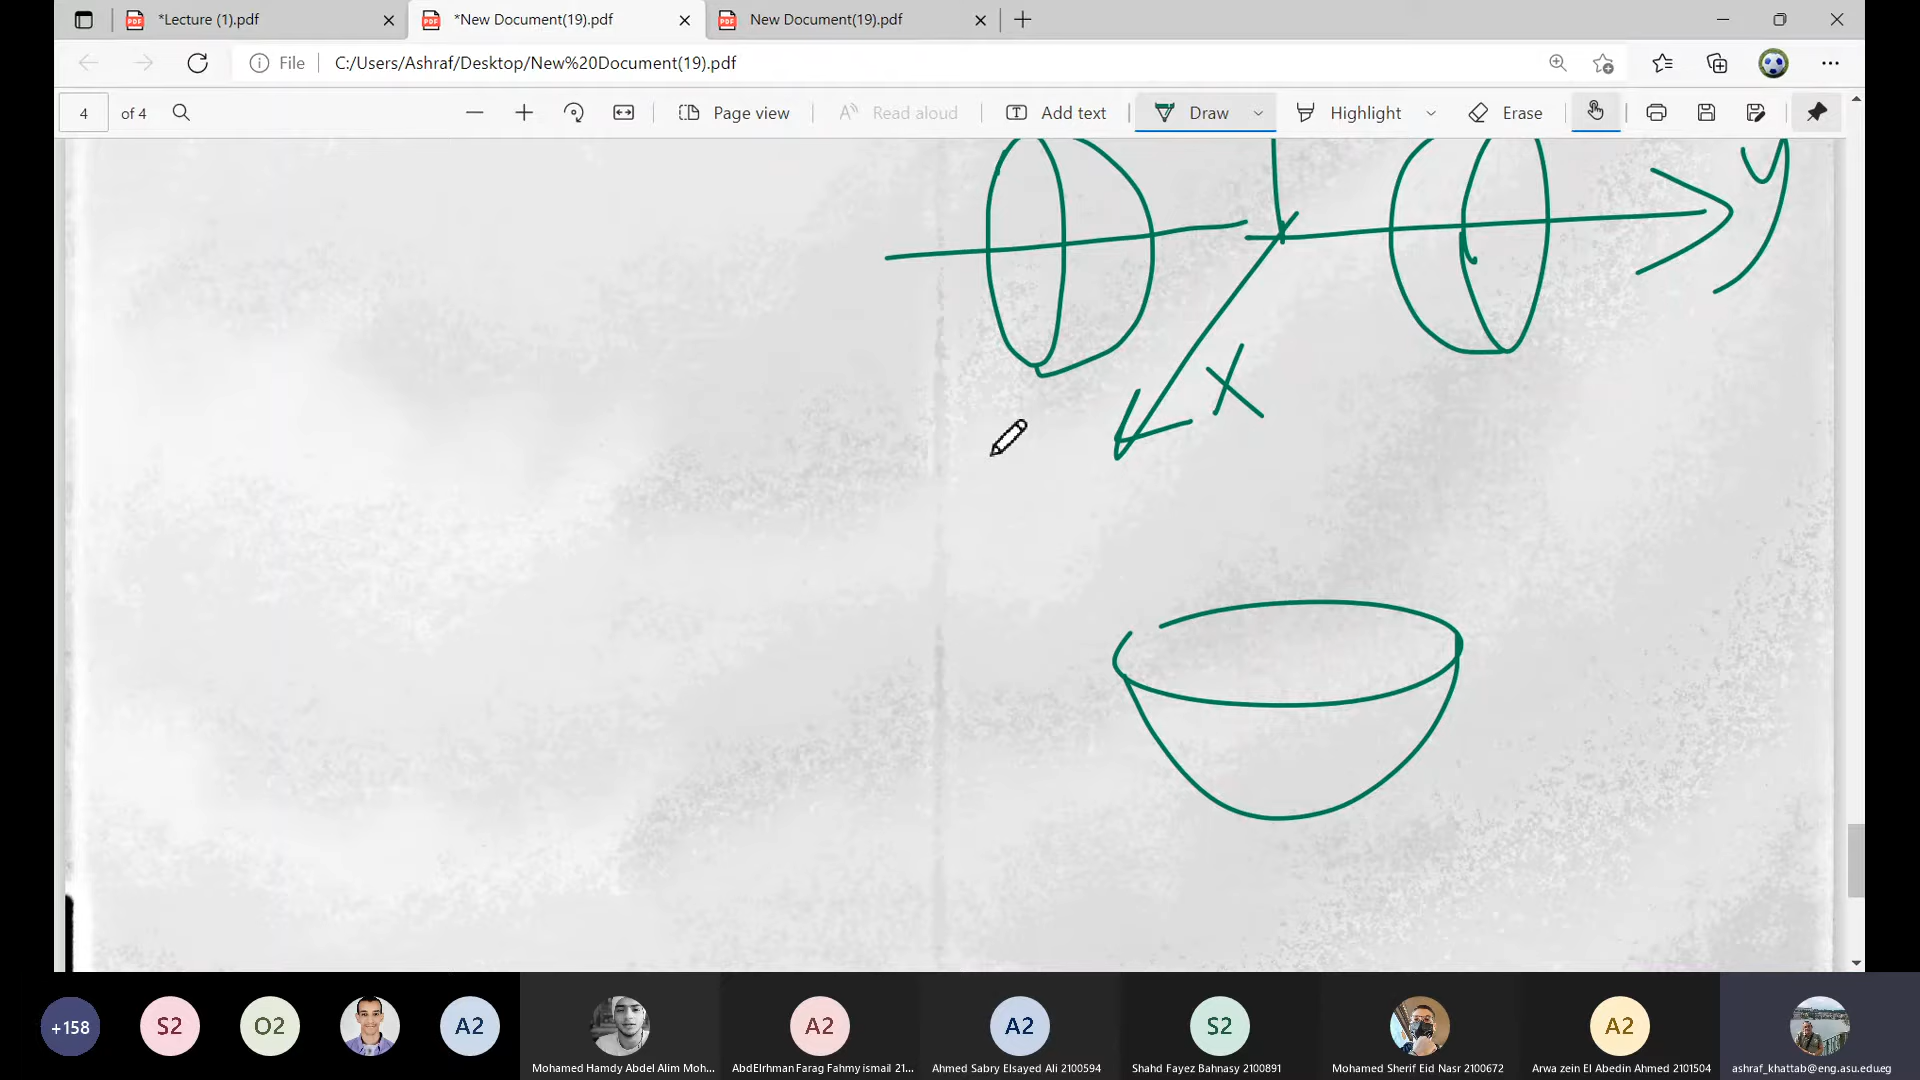 *Lecture (1).pdf
*New Document(19).pdf
New Document(19).pdf
File
C:/Users/Ashraf/Desktop/New%20Document(19).pdf
4 of 4
Page view
Read aloud
Add text
Draw
Highlight
Erase
y
X
+158
S2
O2
A2
A2
A2
S2
A2
Mohamed Hamdy Abdel Alim Moh...
AbdElrhman Farag Fahmy ismail 21...
Ahmed Sabry Elsayed Ali 2100594
Shahd Fayez Bahnasy 2100891
Mohamed Sherif Eid Nasr 2100672
Arwa zein El Abedin Ahmed 2101504
ashraf_khattab@eng.asu.edu.eg